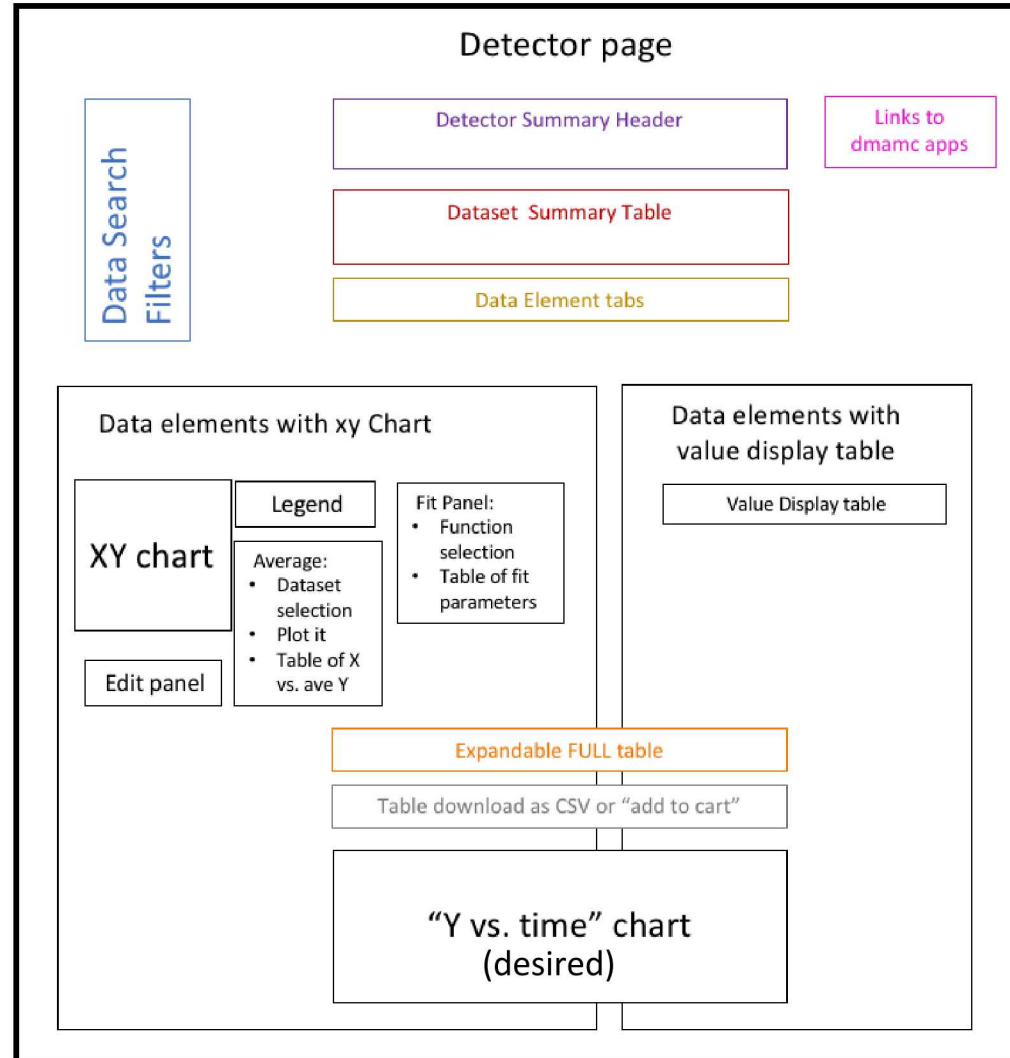 Detector page
Data Search
Filters
Detector Summary Header
Links to
dmamc apps
Dataset  Summary Table
Data Element tabs
Data elements with xy Chart
XY chart
Legend
Average:
• Dataset
selection
• Plot it
• Table of X
vs. ave Y
Fit Panel:
• Function
selection
• Table of fit
parameters
Edit panel
Data elements with
value display table
Value Display table
Expandable FULL table
Table download as CSV or “add to cart”
“Y vs. time” chart
(desired)